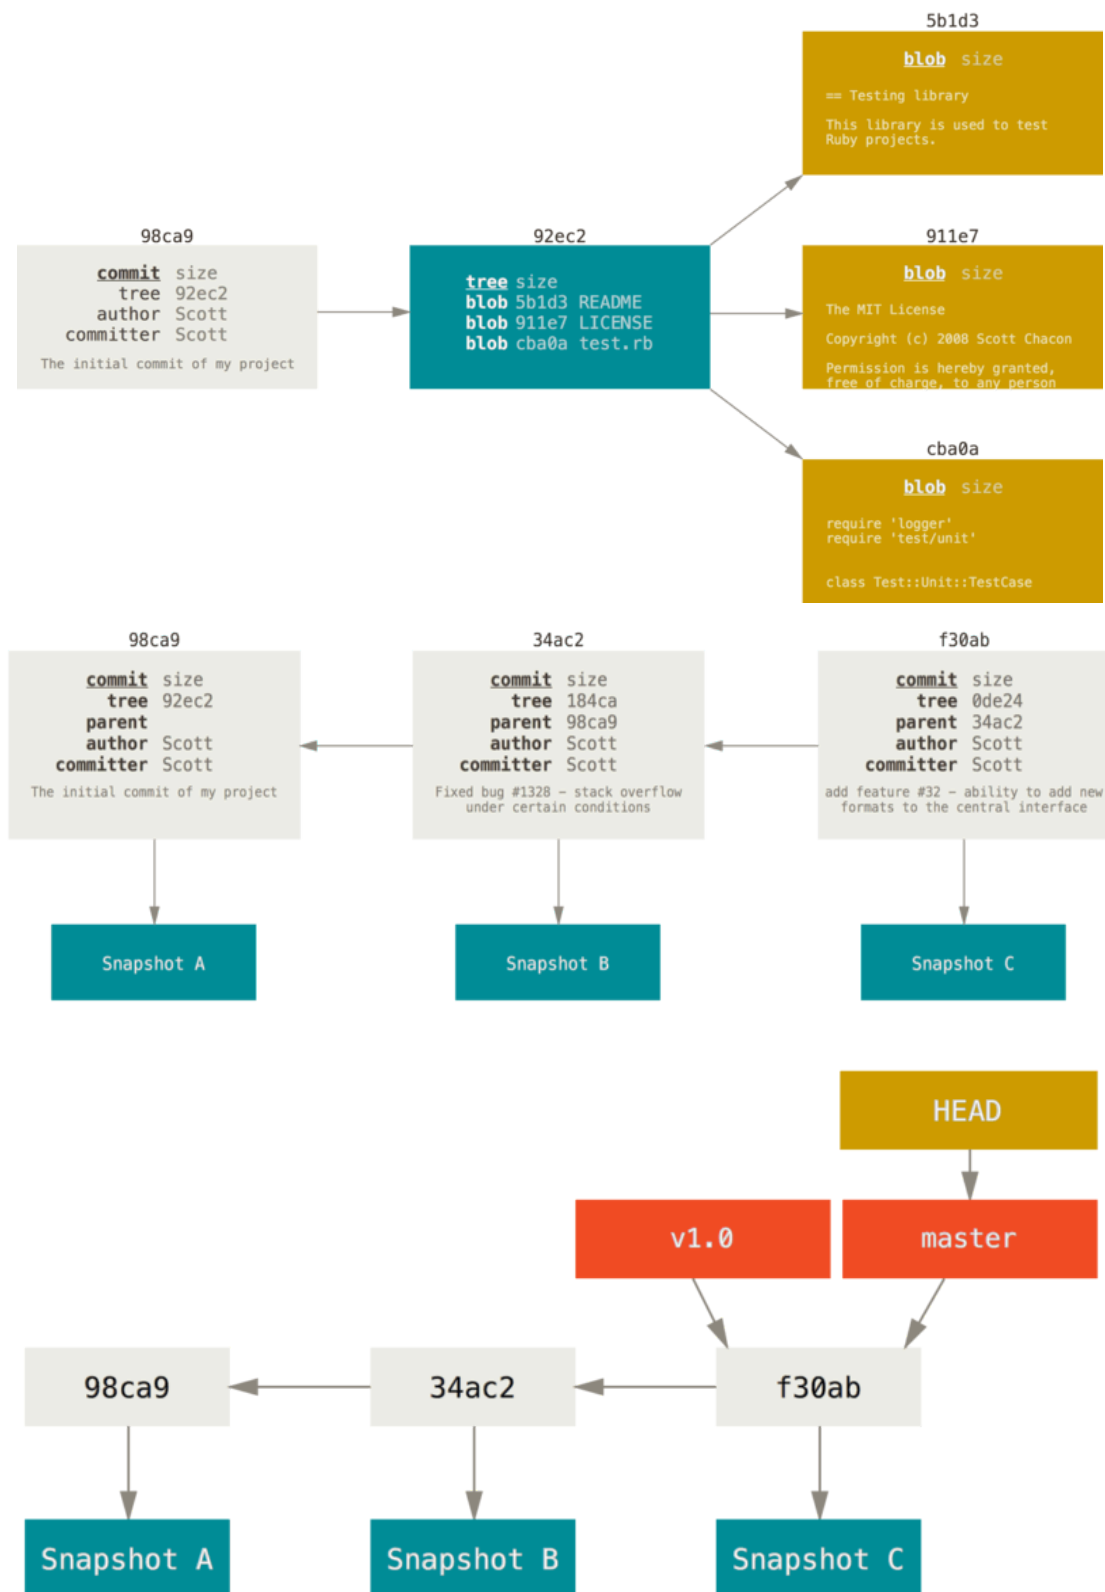 5b1d3
blob size
== Testing library
This library is used to test
Ruby projects.
98ca9
commit size
tree 92ec2
author Scott
committer Scott
The initial commit of my project
92ec2
tree size
blob 5b1d3 README
blob 911e7 LICENSE
blob cba0a test.rb
911e7
blob size
The MIT License
Copyright (c) 2008 Scott Chacon
Permission is hereby granted,
free of charge, to any person
cba0a
blob size
require 'logger'
require 'test/unit'
class Test::Unit::TestCase
98ca9
commit size
tree 92ec2
parent
author Scott
committer Scott
The initial commit of my project
34ac2
commit size
tree 184ca
parent 98ca9
author Scott
committer Scott
Fixed bug #1328 - stack overflow
under certain conditions
f30ab
commit size
tree 0de24
parent 34ac2
author Scott
committer Scott
add feature #32 - ability to add new
formats to the central interface
Snapshot A
Snapshot B
Snapshot C
HEAD
v1.0
master
98ca9
34ac2
f30ab
Snapshot A
Snapshot B
Snapshot C